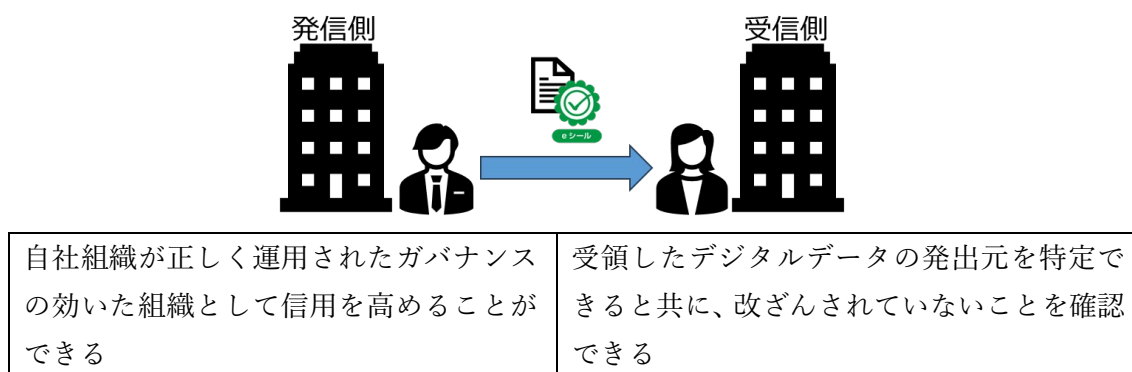 発信側
受信側
eシール
自社組織が正しく運用されたガバナンス
の効いた組織として信用を高めることが
できる
受領したデジタルデータの発出元を特定で
きると共に、改ざんされていないことを確認
できる